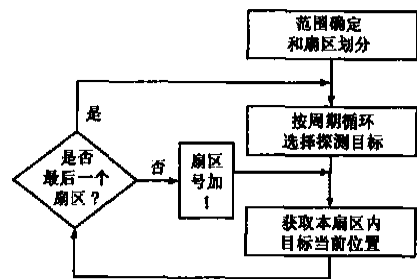 范围确定
和扇区划分
是
按周期循环
选择探测目标
是否
最后一个
扇区？
否
扇区
号加
1
获取本扇区内
目标当前位置